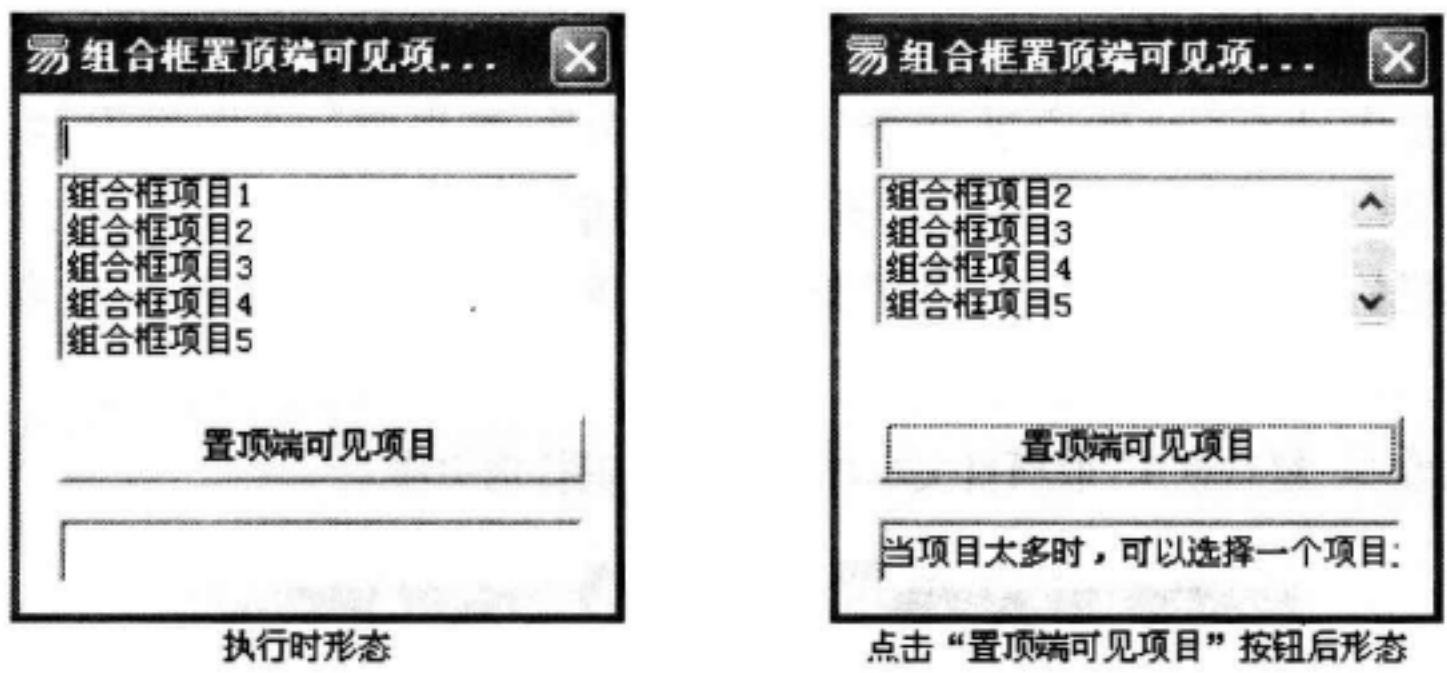 易 组合框置顶端可见项...
组合框项目1
组合框项目2
组合框项目3
组合框项目4
组合框项目5
置顶端可见项目
执行时形态
易 组合框置顶端可见项...
组合框项目2
组合框项目3
组合框项目4
组合框项目5
置顶端可见项目
当项目太多时，可以选择一个项目
点击“置顶端可见项目”按钮后形态